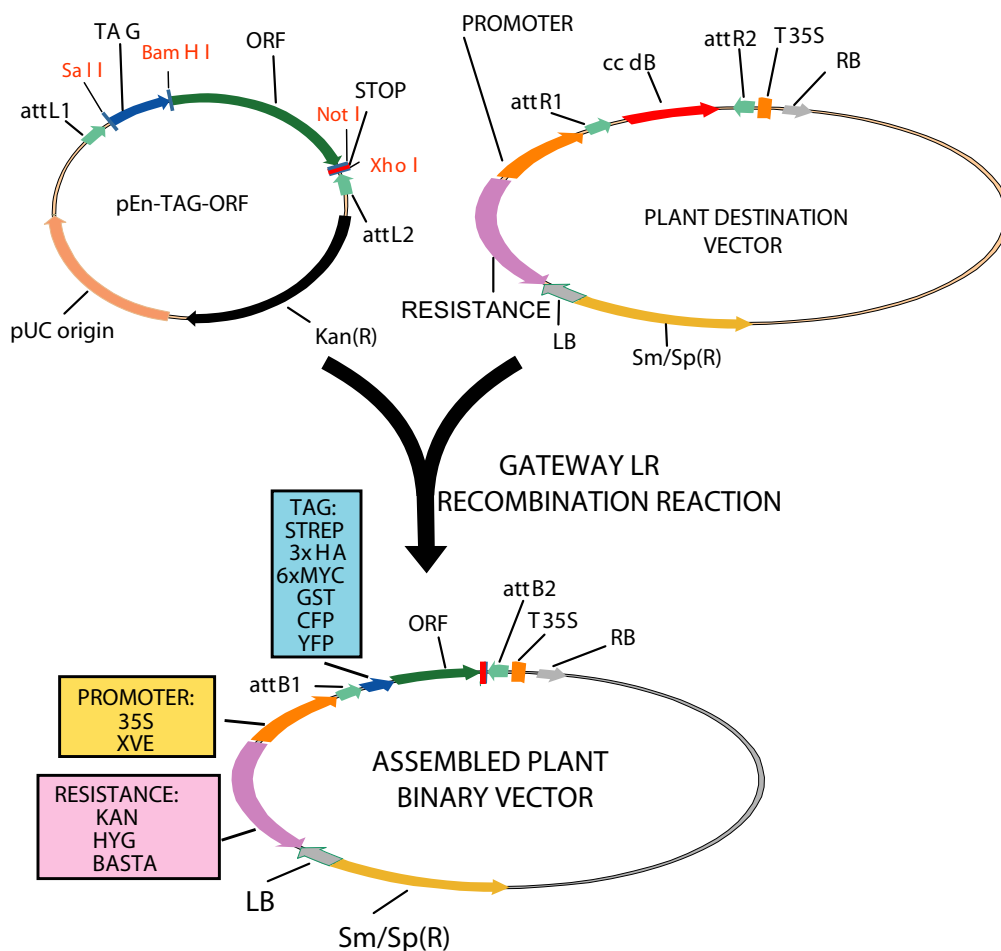 TA G
Bam H I
ORF
Sa l I
STOP
attL1
Not I
Xho I
pEn-TAG-ORF
attL2
pUC origin
Kan(R)
PROMOTER
attR2
T35S
cc dB
RB
attR1
PLANT DESTINATION
VECTOR
RESISTANCE
LB
Sm/Sp(R)
GATEWAY LR
RECOMBINATION REACTION
TAG:
STREP
3xHA
6xMYC
GST
CFP
YFP
attB2
T35S
ORF
RB
attB1
PROMOTER:
35S
XVE
ASSEMBLED PLANT
BINARY VECTOR
RESISTANCE:
KAN
HYG
BASTA
LB
Sm/Sp(R)